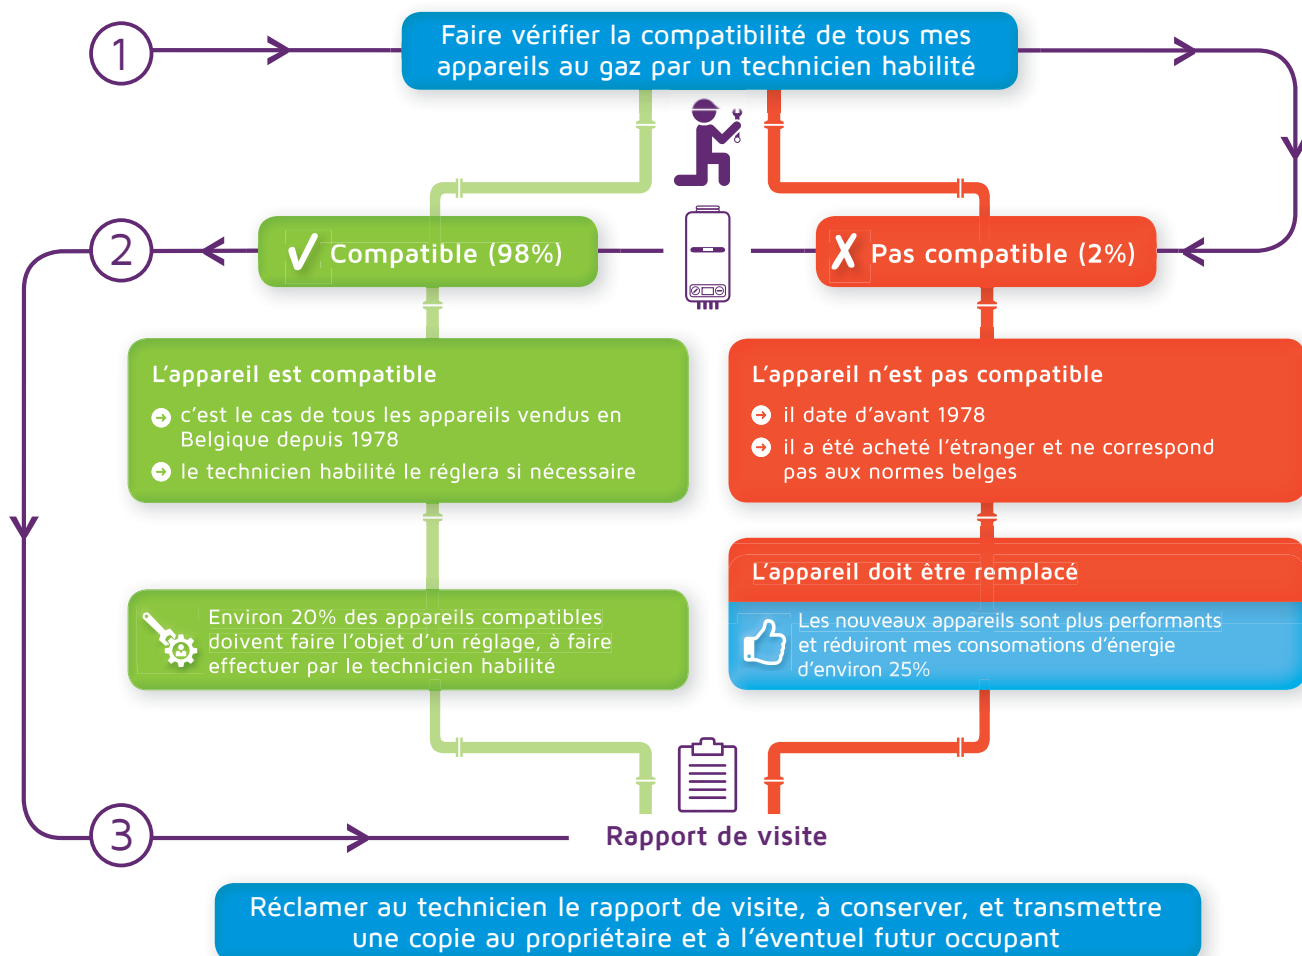 1
Faire vérifier la compatibilité de tous mes
appareils au gaz par un technicien habilité
2
Compatible (98%)
Pas compatible (2%)
L'appareil est compatible
c'est le cas de tous les appareils vendus en
Belgique depuis 1978
le technicien habilité le réglera si nécessaire
L'appareil n'est pas compatible
il date d'avant 1978
il a été acheté l'étranger et ne correspond
pas aux normes belges
Environ 20% des appareils compatibles
doivent faire l'objet d'un réglage, à faire
effectuer par le technicien habilité
L'appareil doit être remplacé
Les nouveaux appareils sont plus performants
et réduiront mes consomations d'énergie
d'environ 25%
3
Rapport de visite
Réclamer au technicien le rapport de visite, à conserver, et transmettre
une copie au propriétaire et à l'éventuel futur occupant